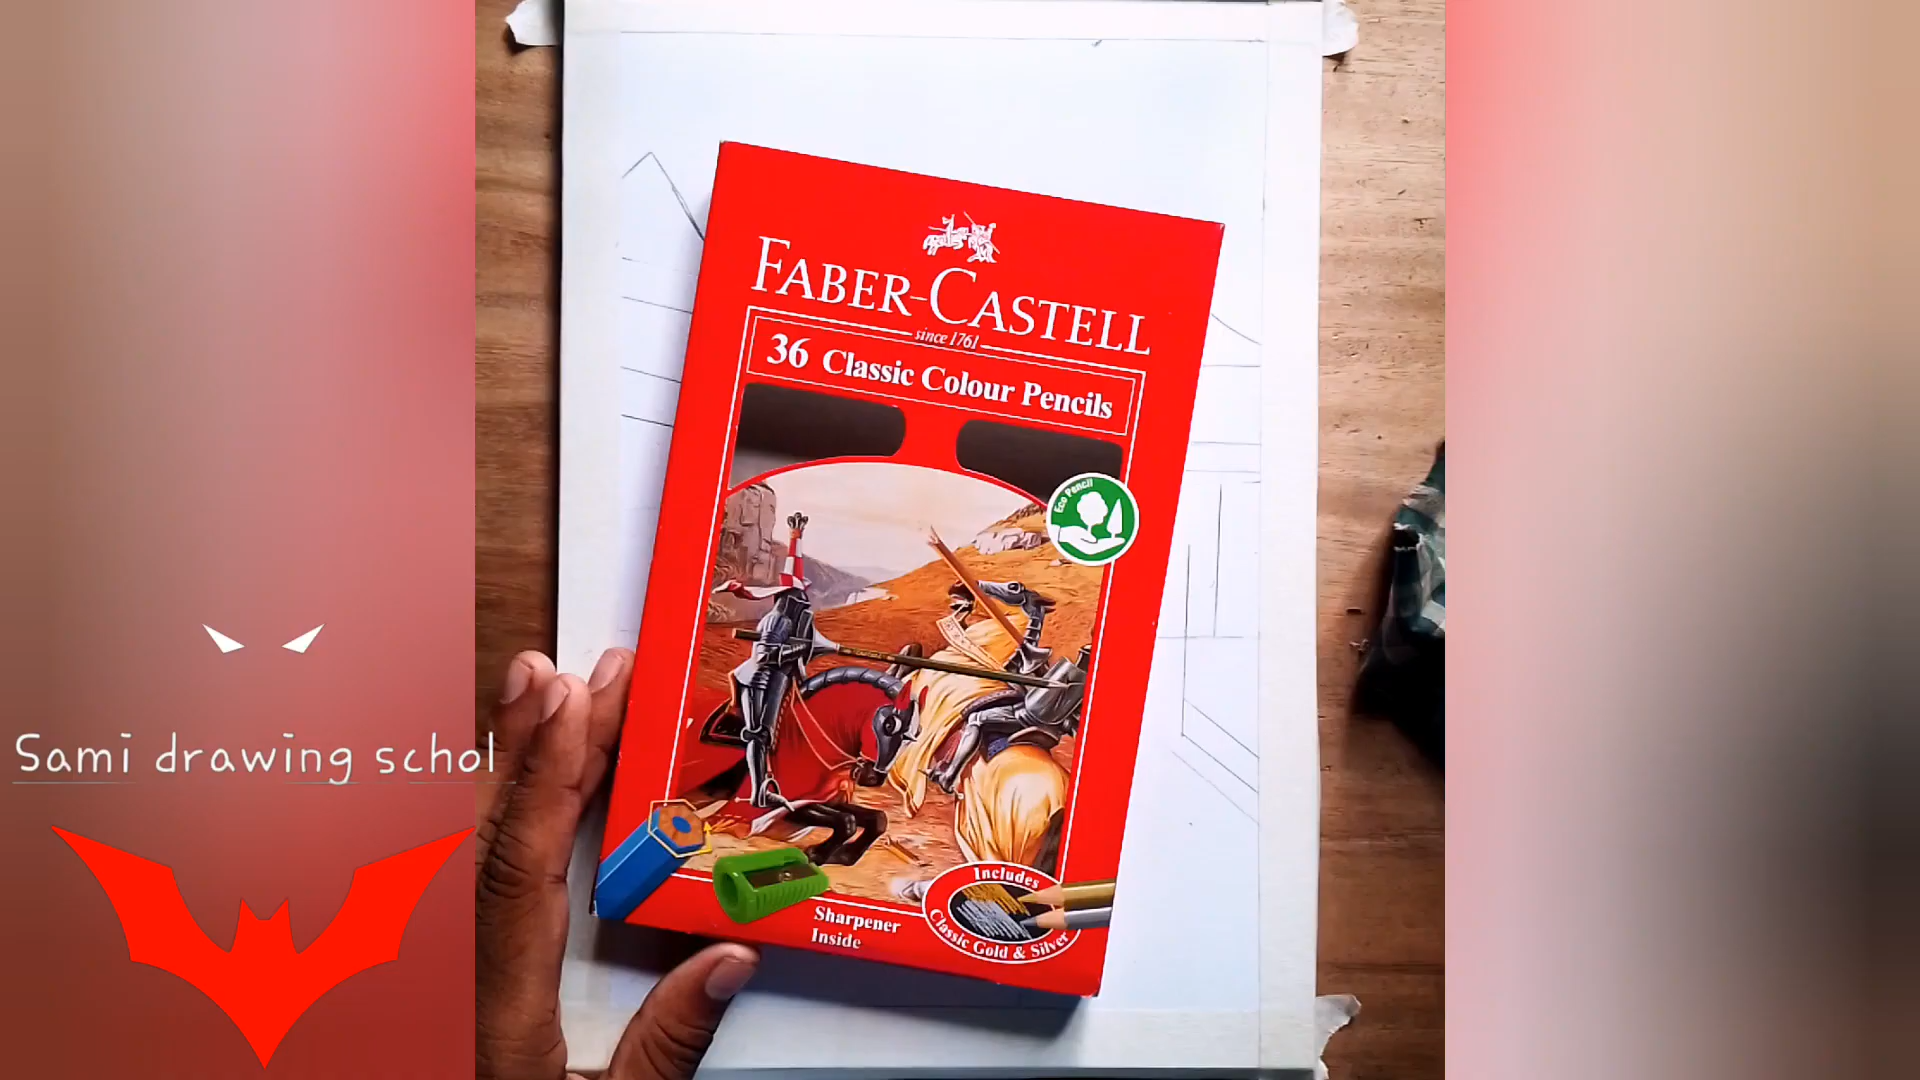 FABER-CASTELL
since 1761
36 Classic Colour Pencils
Eco Pencil
Sami drawing schol
Includes
Classic Gold & Silver
Sharpener
Inside